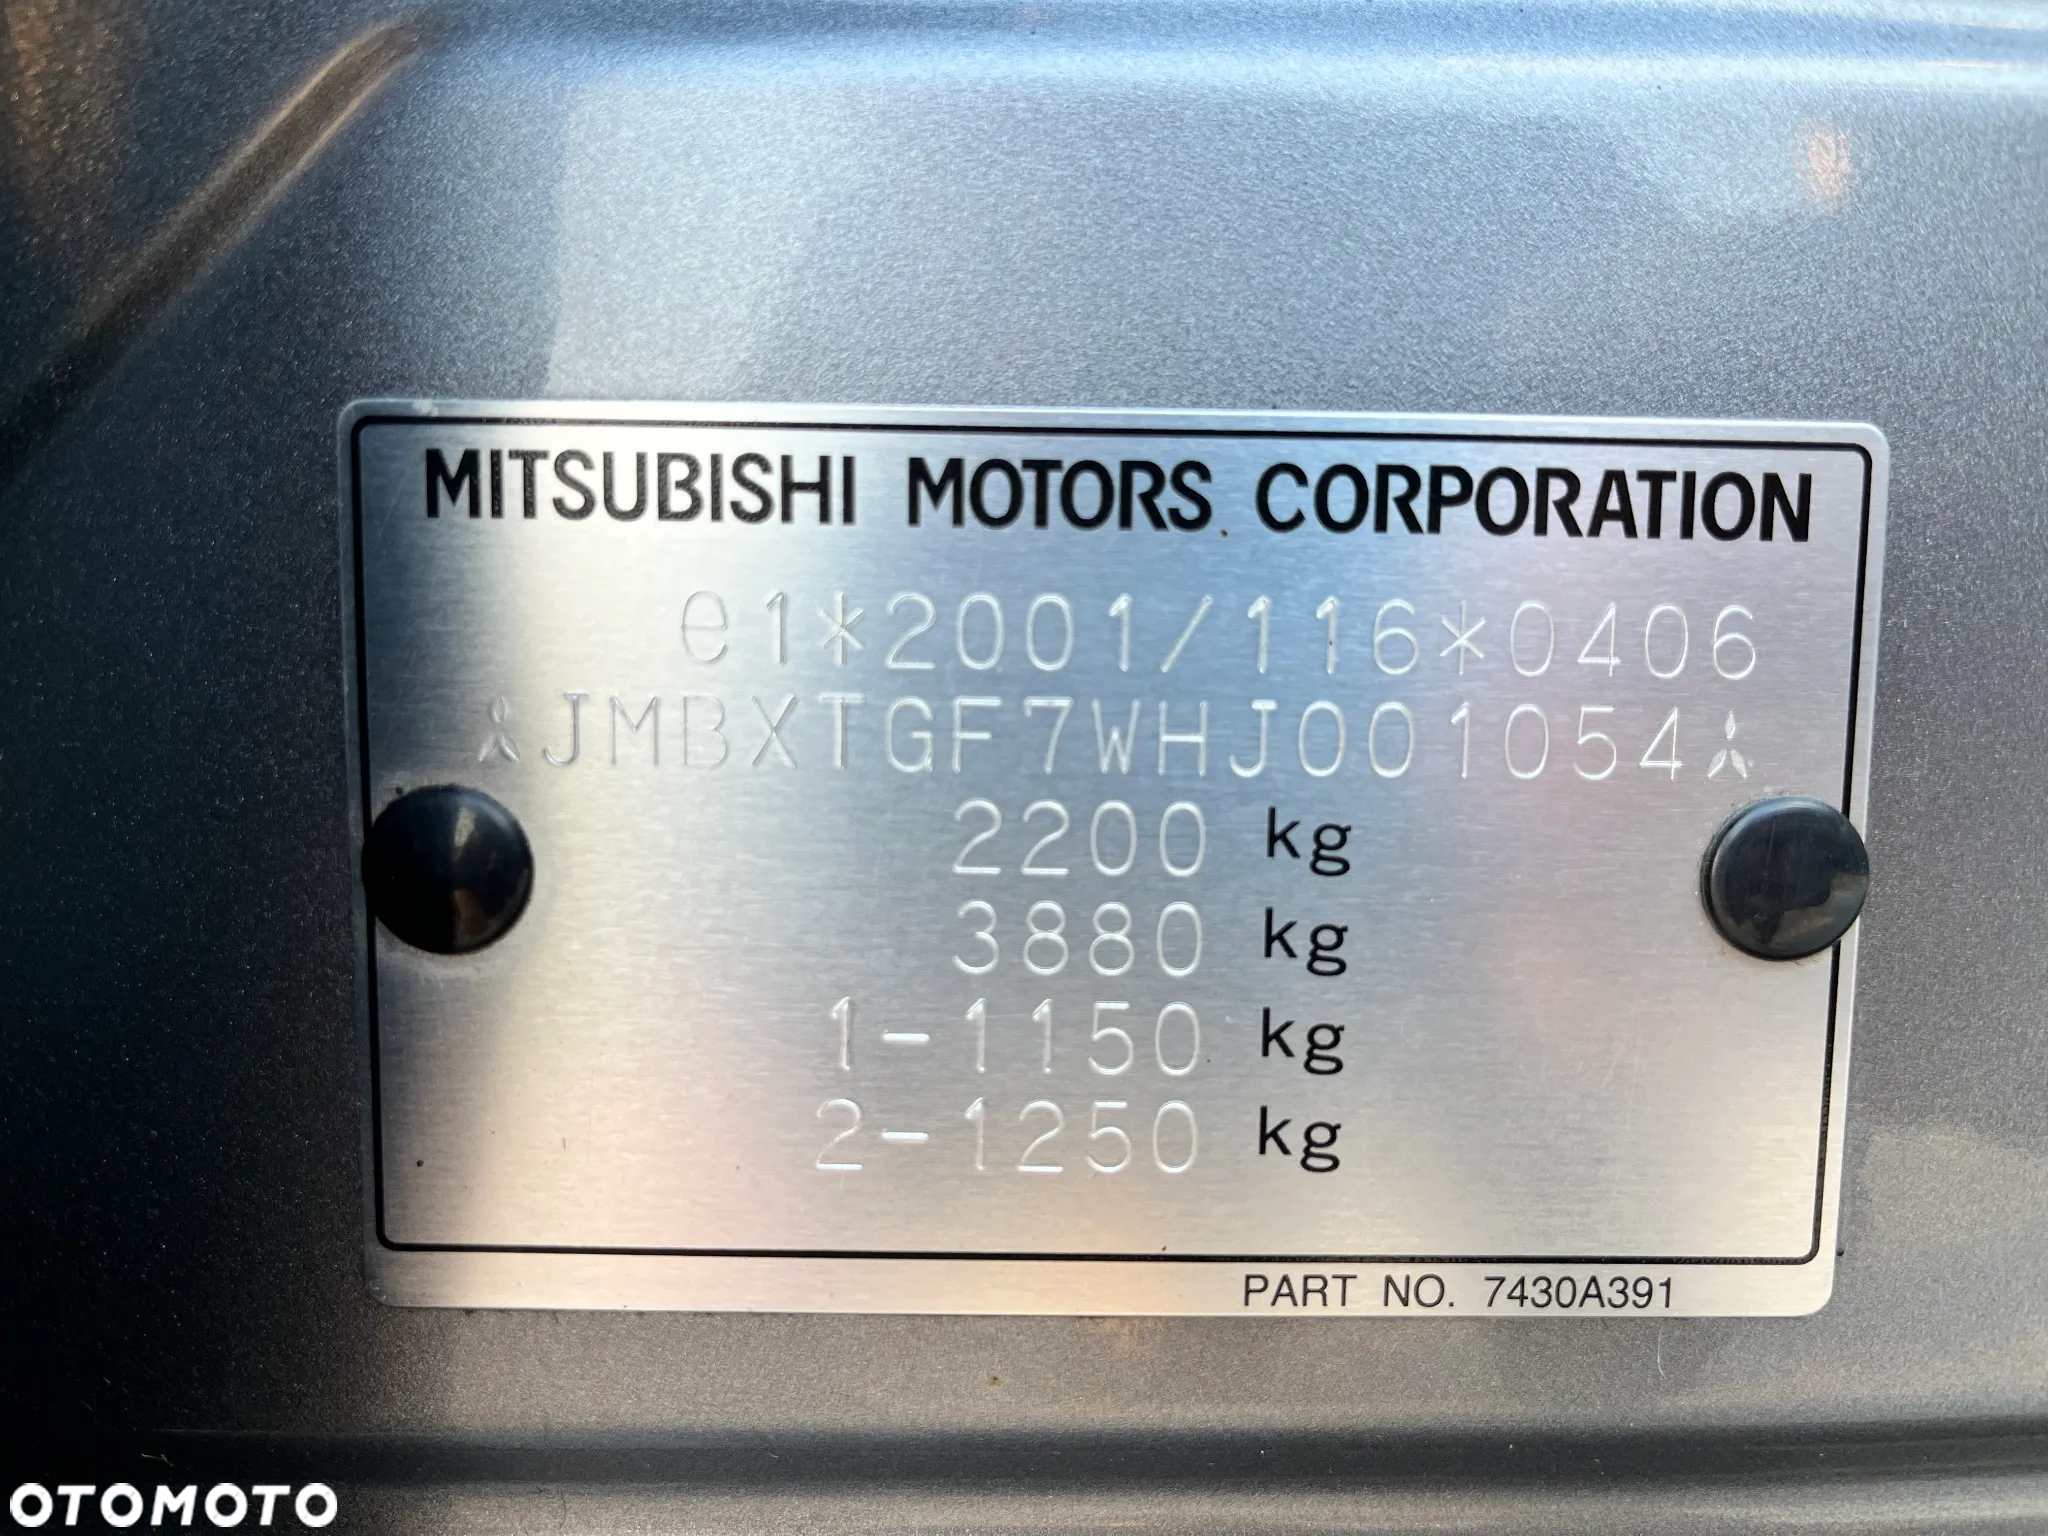 MITSUBISHI MOTORS CORPORATION
e1*2001/116*0406
JMBXTGF7WHJ001054
2200 kg
3880 kg
1-1150 kg
2-1250 kg
PART NO. 7430A391
OTOMOTO